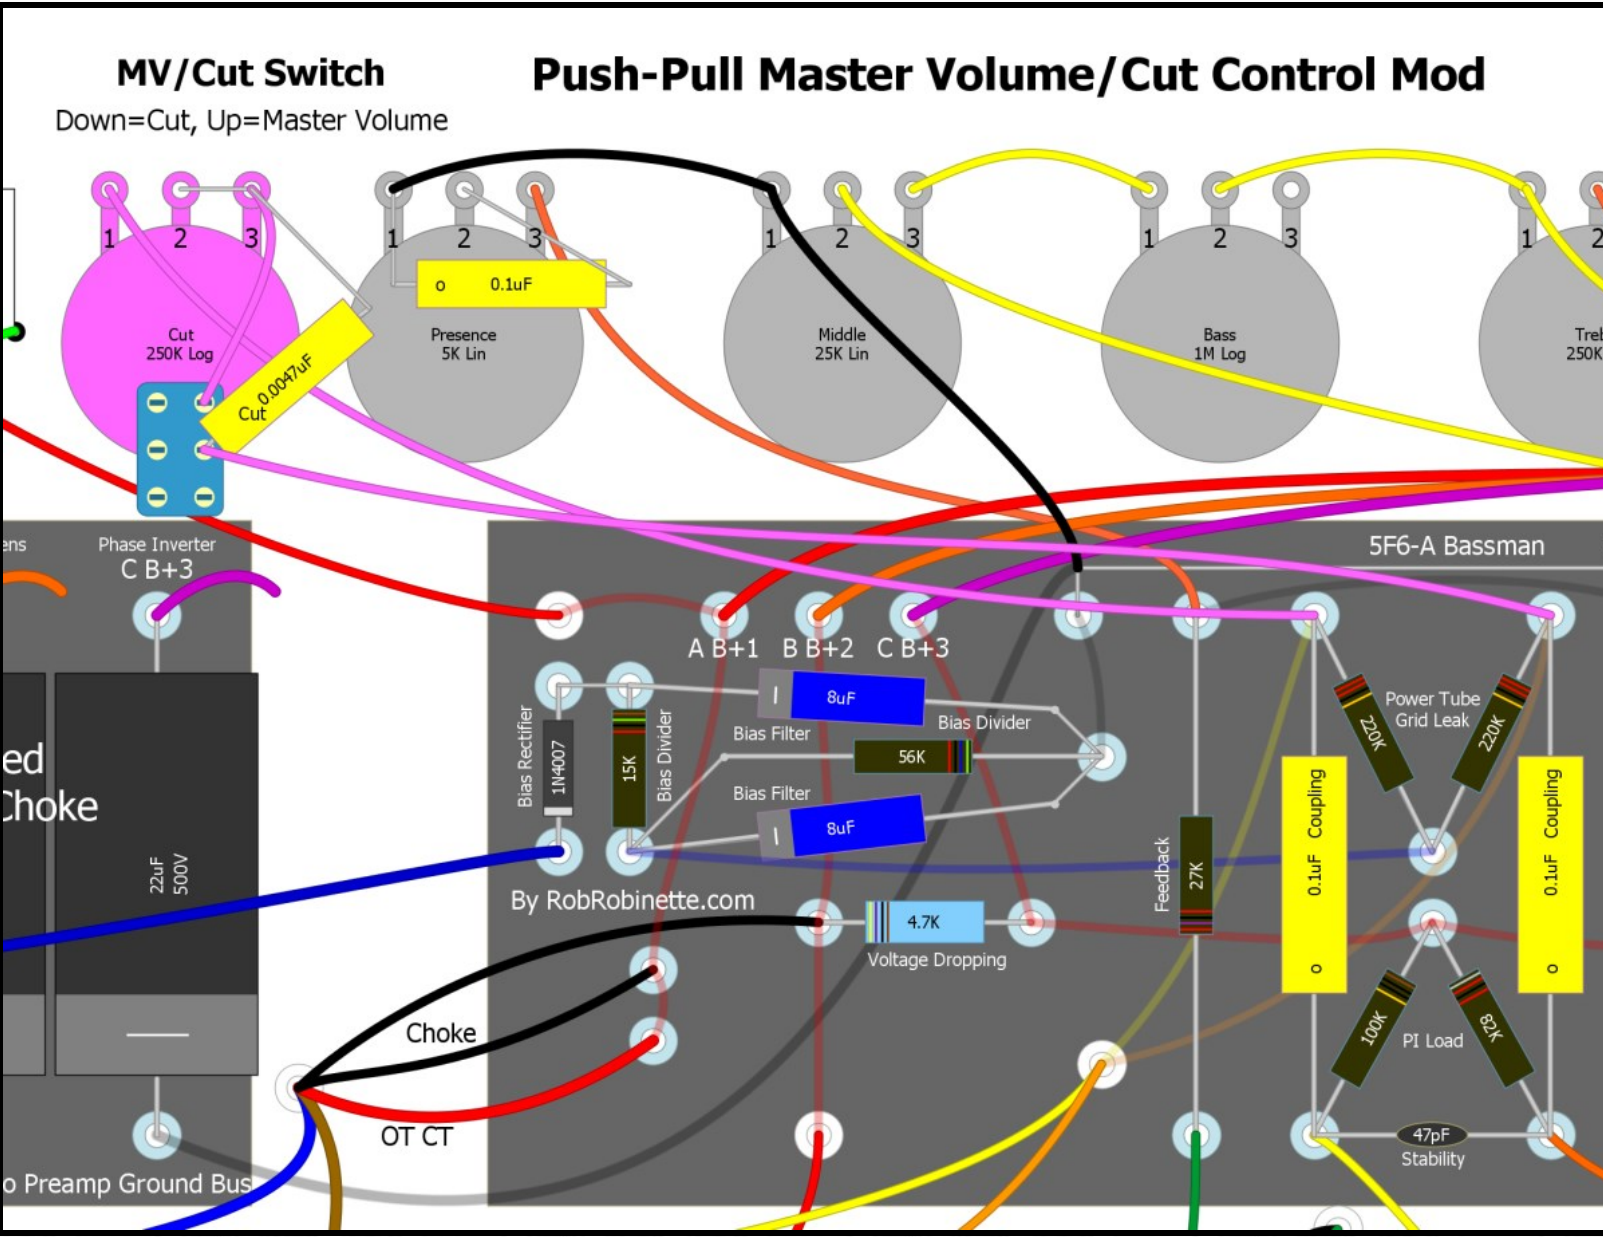 MV/Cut Switch
Push-Pull Master Volume/Cut Control Mod
Down=Cut, Up=Master Volume
1 2 3
1 2 3
1 2 3
1 2 3
1 2
Cut
250K Log
Presence
5K Lin
o 0.1uF
Middle
25K Lin
Bass
1M Log
Treb
250K
0.0047uF
Cut
ens
Phase Inverter
C B+3
5F6-A Bassman
A B+1 B B+2 C B+3
8uF
Bias Filter
Bias Divider
56K
Bias Filter
8uF
Bias Rectifier
1N4007
15K
Bias Divider
Power Tube
Grid Leak
220K
220K
0.1uF Coupling
o
0.1uF Coupling
o
ed
Choke
22uF
500V
By RobRobinette.com
Feedback
27K
4.7K
Voltage Dropping
Choke
OT CT
100K
PI Load
82K
47pF
Stability
o Preamp Ground Bus